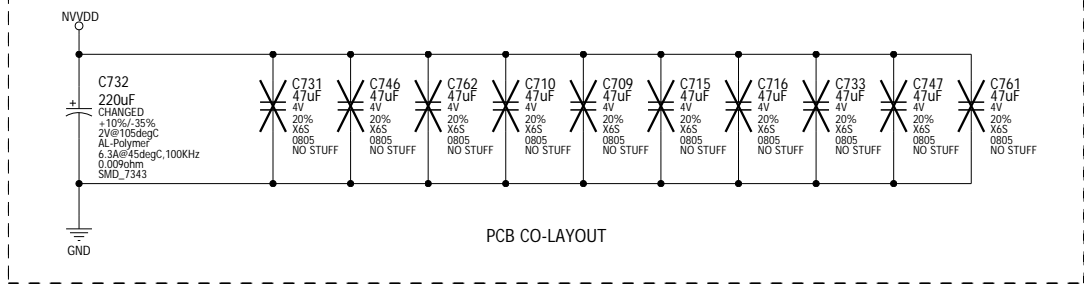 NVVDD
C732
220uF
CHANGED
+10%/-35%
2V@105degC
AL-Polymer
6.3A@45degC,100KHz
0.009ohm
SMD_7343
+
C731
47uF
4V
20%
X6S
0805
NO STUFF
C746
47uF
4V
20%
X6S
0805
NO STUFF
C762
47uF
4V
20%
X6S
0805
NO STUFF
C710
47uF
4V
20%
X6S
0805
NO STUFF
C709
47uF
4V
20%
X6S
0805
NO STUFF
C715
47uF
4V
20%
X6S
0805
NO STUFF
C716
47uF
4V
20%
X6S
0805
NO STUFF
C733
47uF
4V
20%
X6S
0805
NO STUFF
C747
47uF
4V
20%
X6S
0805
NO STUFF
C761
47uF
4V
20%
X6S
0805
NO STUFF
GND
PCB CO-LAYOUT